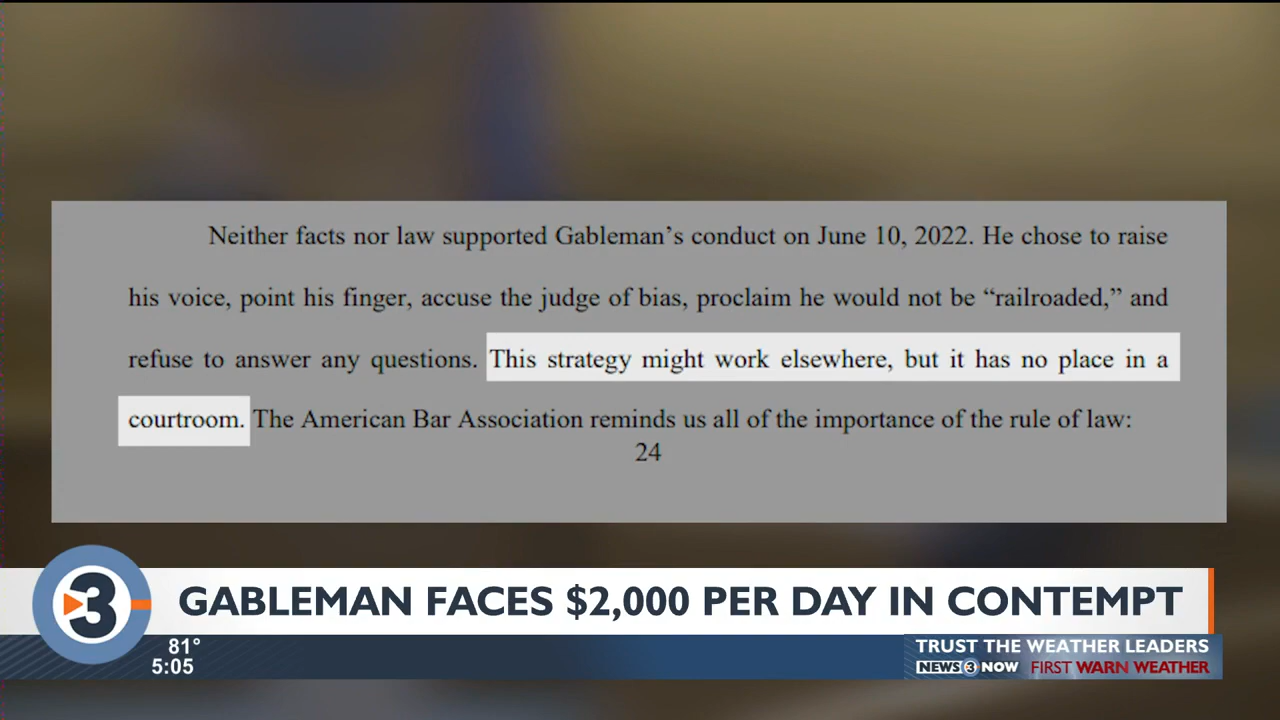 Neither facts nor law supported Gableman's conduct on June 10, 2022. He chose to raise
his voice, point his finger, accuse the judge of bias, proclaim he would not be “railroaded,” and
refuse to answer any questions. This strategy might work elsewhere, but it has no place in a
courtroom. The American Bar Association reminds us all of the importance of the rule of law:
24
3
GABLEMAN FACES $2,000 PER DAY IN CONTEMPT
81°
5:05
TRUST THE WEATHER LEADERS
NEWS 3 NOW FIRST WARN WEATHER